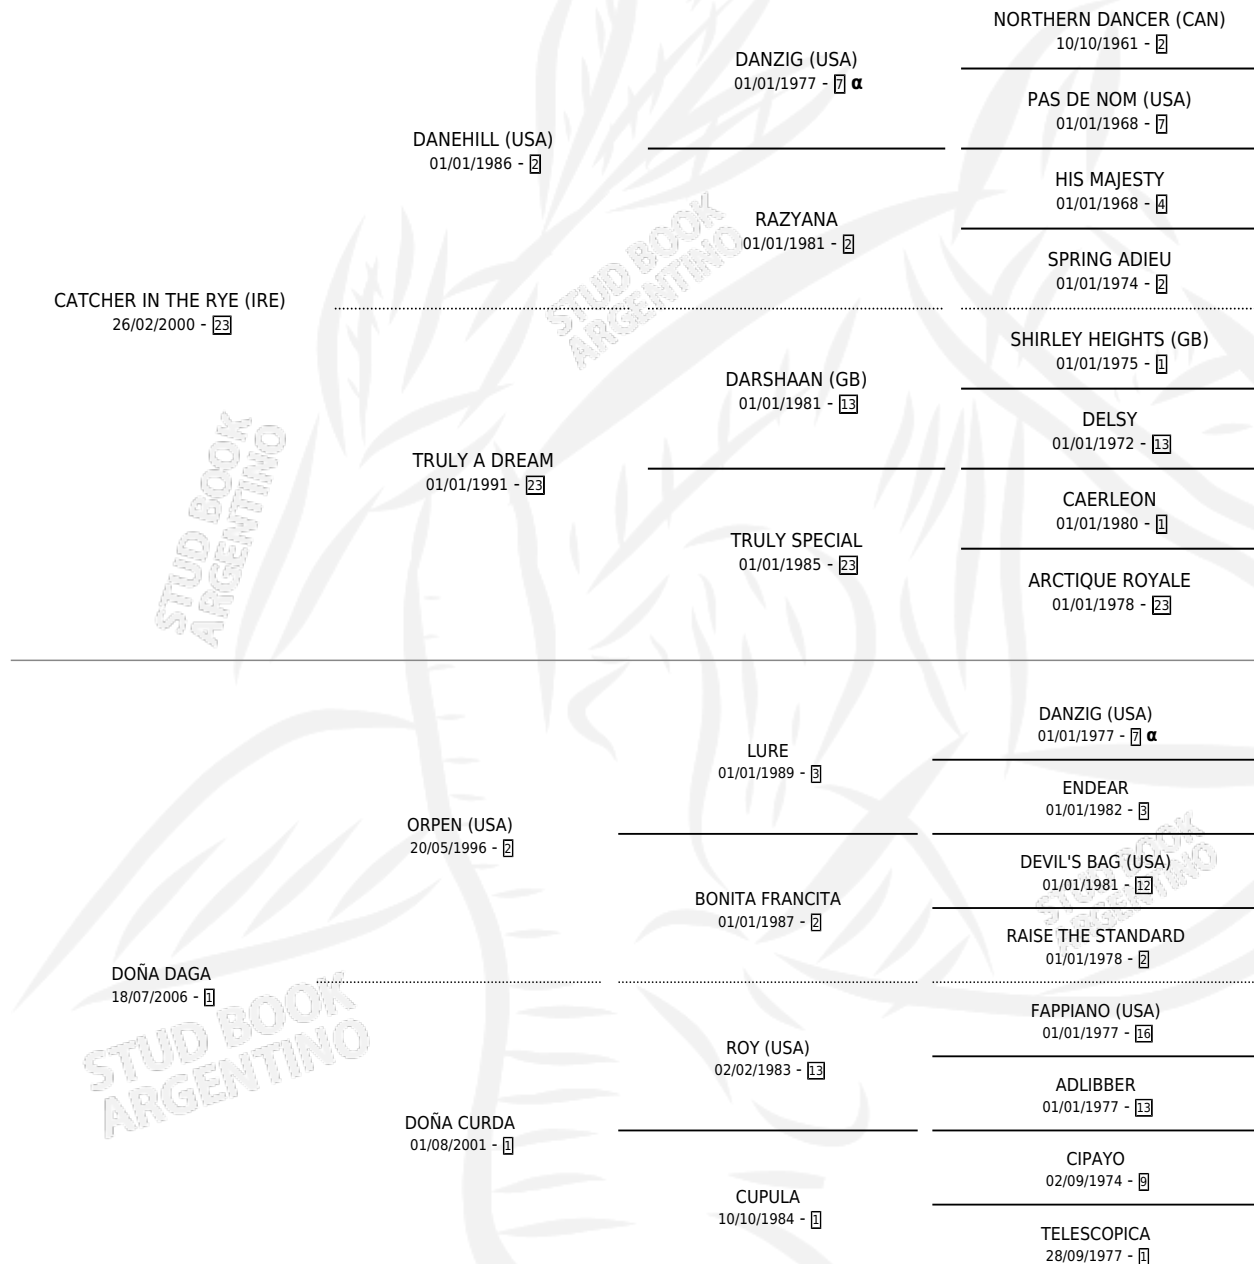 NORTHERN DANCER (CAN)
10/10/1961 - 2
DANZIG (USA)
01/01/1977 - 7 α
PAS DE NOM (USA)
01/01/1968 - 7
DANEHILL (USA)
01/01/1986 - 2
HIS MAJESTY
01/01/1968 - 4
RAZYANA
01/01/1981 - 2
SPRING ADIEU
01/01/1974 - 2
STUD BOOK
ARGENTINO
CATCHER IN THE RYE (IRE)
26/02/2000 - 23
SHIRLEY HEIGHTS (GB)
01/01/1975 - 1
DARSHAAN (GB)
01/01/1981 - 13
DELSY
01/01/1972 - 13
TRULY A DREAM
01/01/1991 - 23
CAERLEON
01/01/1980 - 1
TRULY SPECIAL
01/01/1985 - 23
ARCTIQUE ROYALE
01/01/1978 - 23
STUD BOOK
ARGENTINO
DANZIG (USA)
01/01/1977 - 7 α
LURE
01/01/1989 - 3
ENDEAR
01/01/1982 - 3
ORPEN (USA)
20/05/1996 - 2
DEVIL'S BAG (USA)
01/01/1981 - 12
BONITA FRANCITA
01/01/1987 - 2
RAISE THE STANDARD
01/01/1978 - 2
STUD BOOK
ARGENTINO
DOÑA DAGA
18/07/2006 - 1
FAPPIANO (USA)
01/01/1977 - 16
ROY (USA)
02/02/1983 - 13
ADLIBBER
01/01/1977 - 13
STUD BOOK
ARGENTINO
DOÑA CURDA
01/08/2001 - 1
CIPAYO
02/09/1974 - 9
CUPULA
10/10/1984 - 1
TELESCOPICA
28/09/1977 - 1